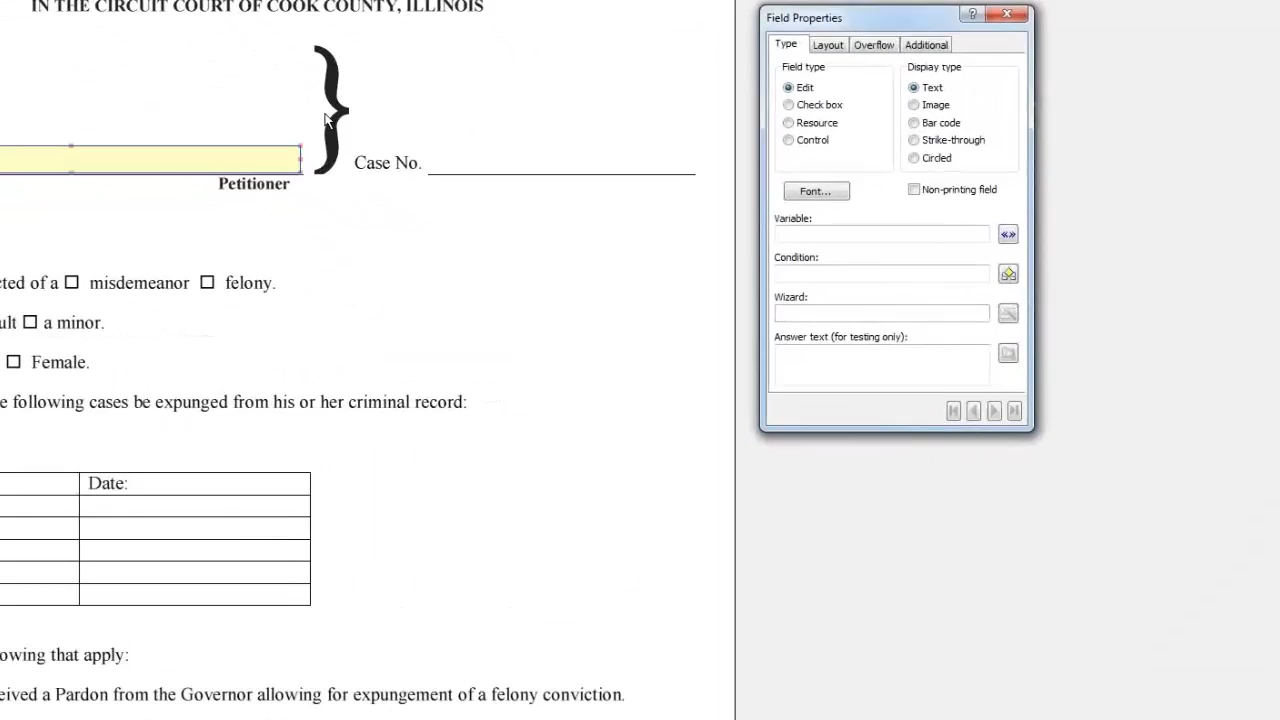 IN THE CIRCUIT COURT OF COOK COUNTY, ILLINOIS
Case No.
Petitioner
cted of a ☐ misdemeanor ☐ felony.
ult ☐ a minor.
☐ Female.
e following cases be expunged from his or her criminal record:
Date:
owing that apply:
eived a Pardon from the Governor allowing for expungement of a felony conviction.
Field Properties
Type Layout Overflow Additional
Field type
Edit
Check box
Resource
Control
Display type
Text
Image
Bar code
Strike-through
Circled
Font...
Non-printing field
Variable:
Condition:
Wizard:
Answer text (for testing only):